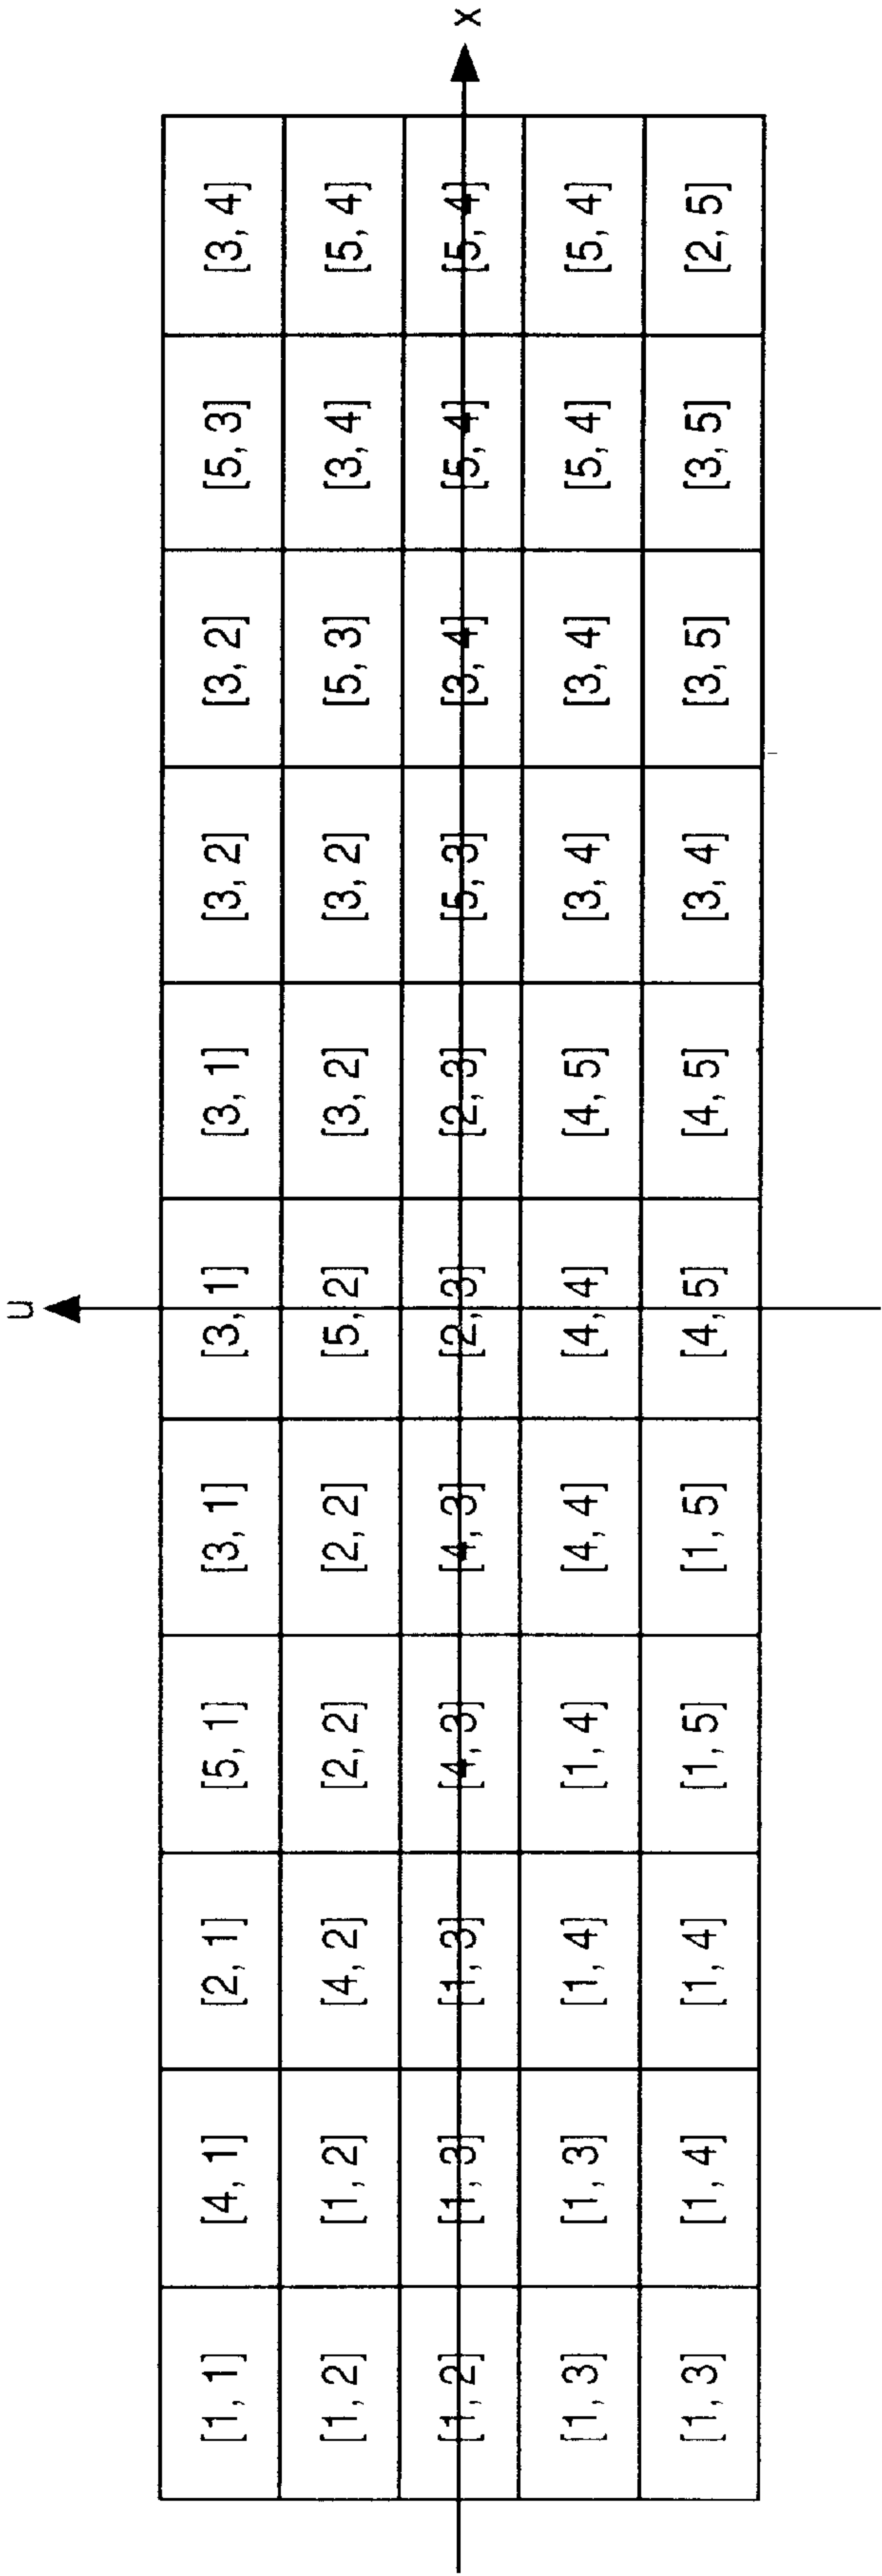 u
[1, 1] [4, 1] [2, 1] [5, 1] [3, 1] [3, 1] [3, 1] [3, 2] [3, 2] [5, 3] [3, 4]
[1, 2] [1, 2] [4, 2] [2, 2] [2, 2] [5, 2] [3, 2] [3, 2] [5, 3] [3, 4] [5, 4]
[1, 2] [1, 3] [1, 3] [4, 3] [4, 3] [2, 3] [2, 3] [5, 3] [3, 4] [5, 4] [5, 4] x
[1, 3] [1, 3] [1, 4] [1, 4] [4, 4] [4, 4] [4, 5] [3, 4] [3, 4] [5, 4] [5, 4]
[1, 3] [1, 4] [1, 4] [1, 5] [1, 5] [4, 5] [4, 5] [3, 4] [3, 5] [3, 5] [2, 5]